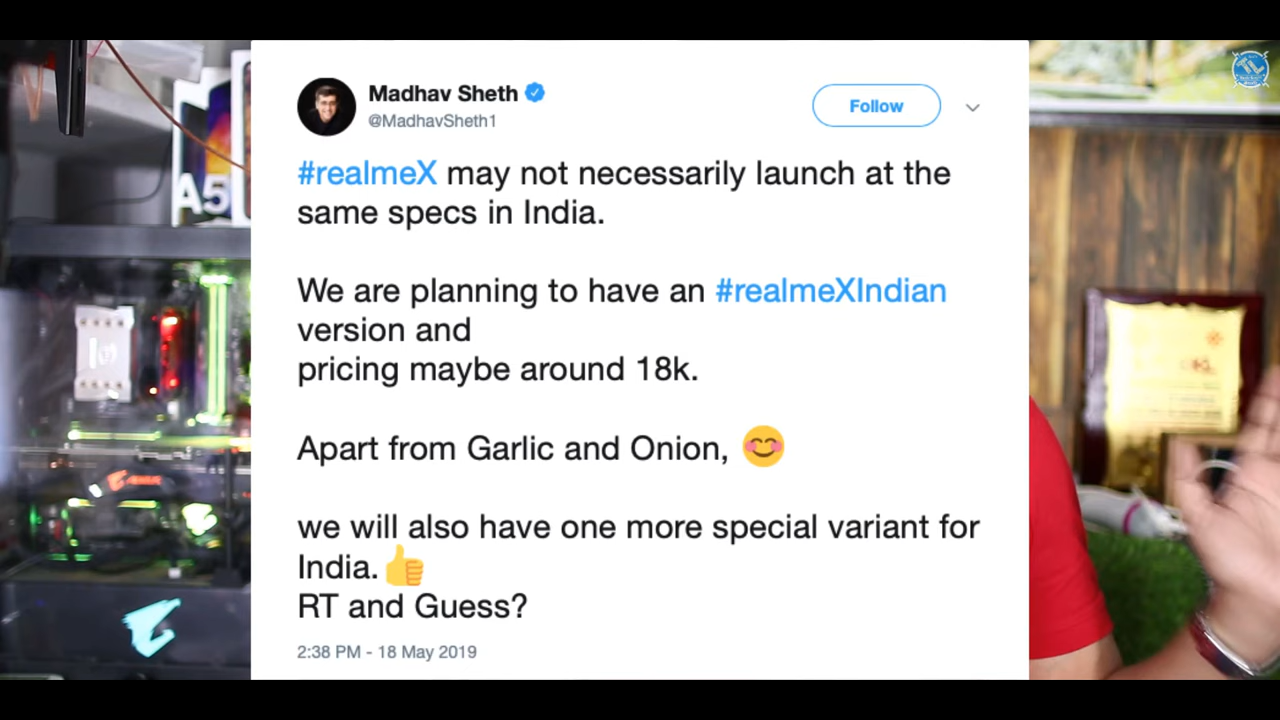 Madhav Sheth
@MadhavSheth1
Follow
#realmeX may not necessarily launch at the
same specs in India.
We are planning to have an #realmeXIndian
version and
pricing maybe around 18k.
Apart from Garlic and Onion, 😊
we will also have one more special variant for
India.👍
RT and Guess?
2:38 PM - 18 May 2019
A5
TL